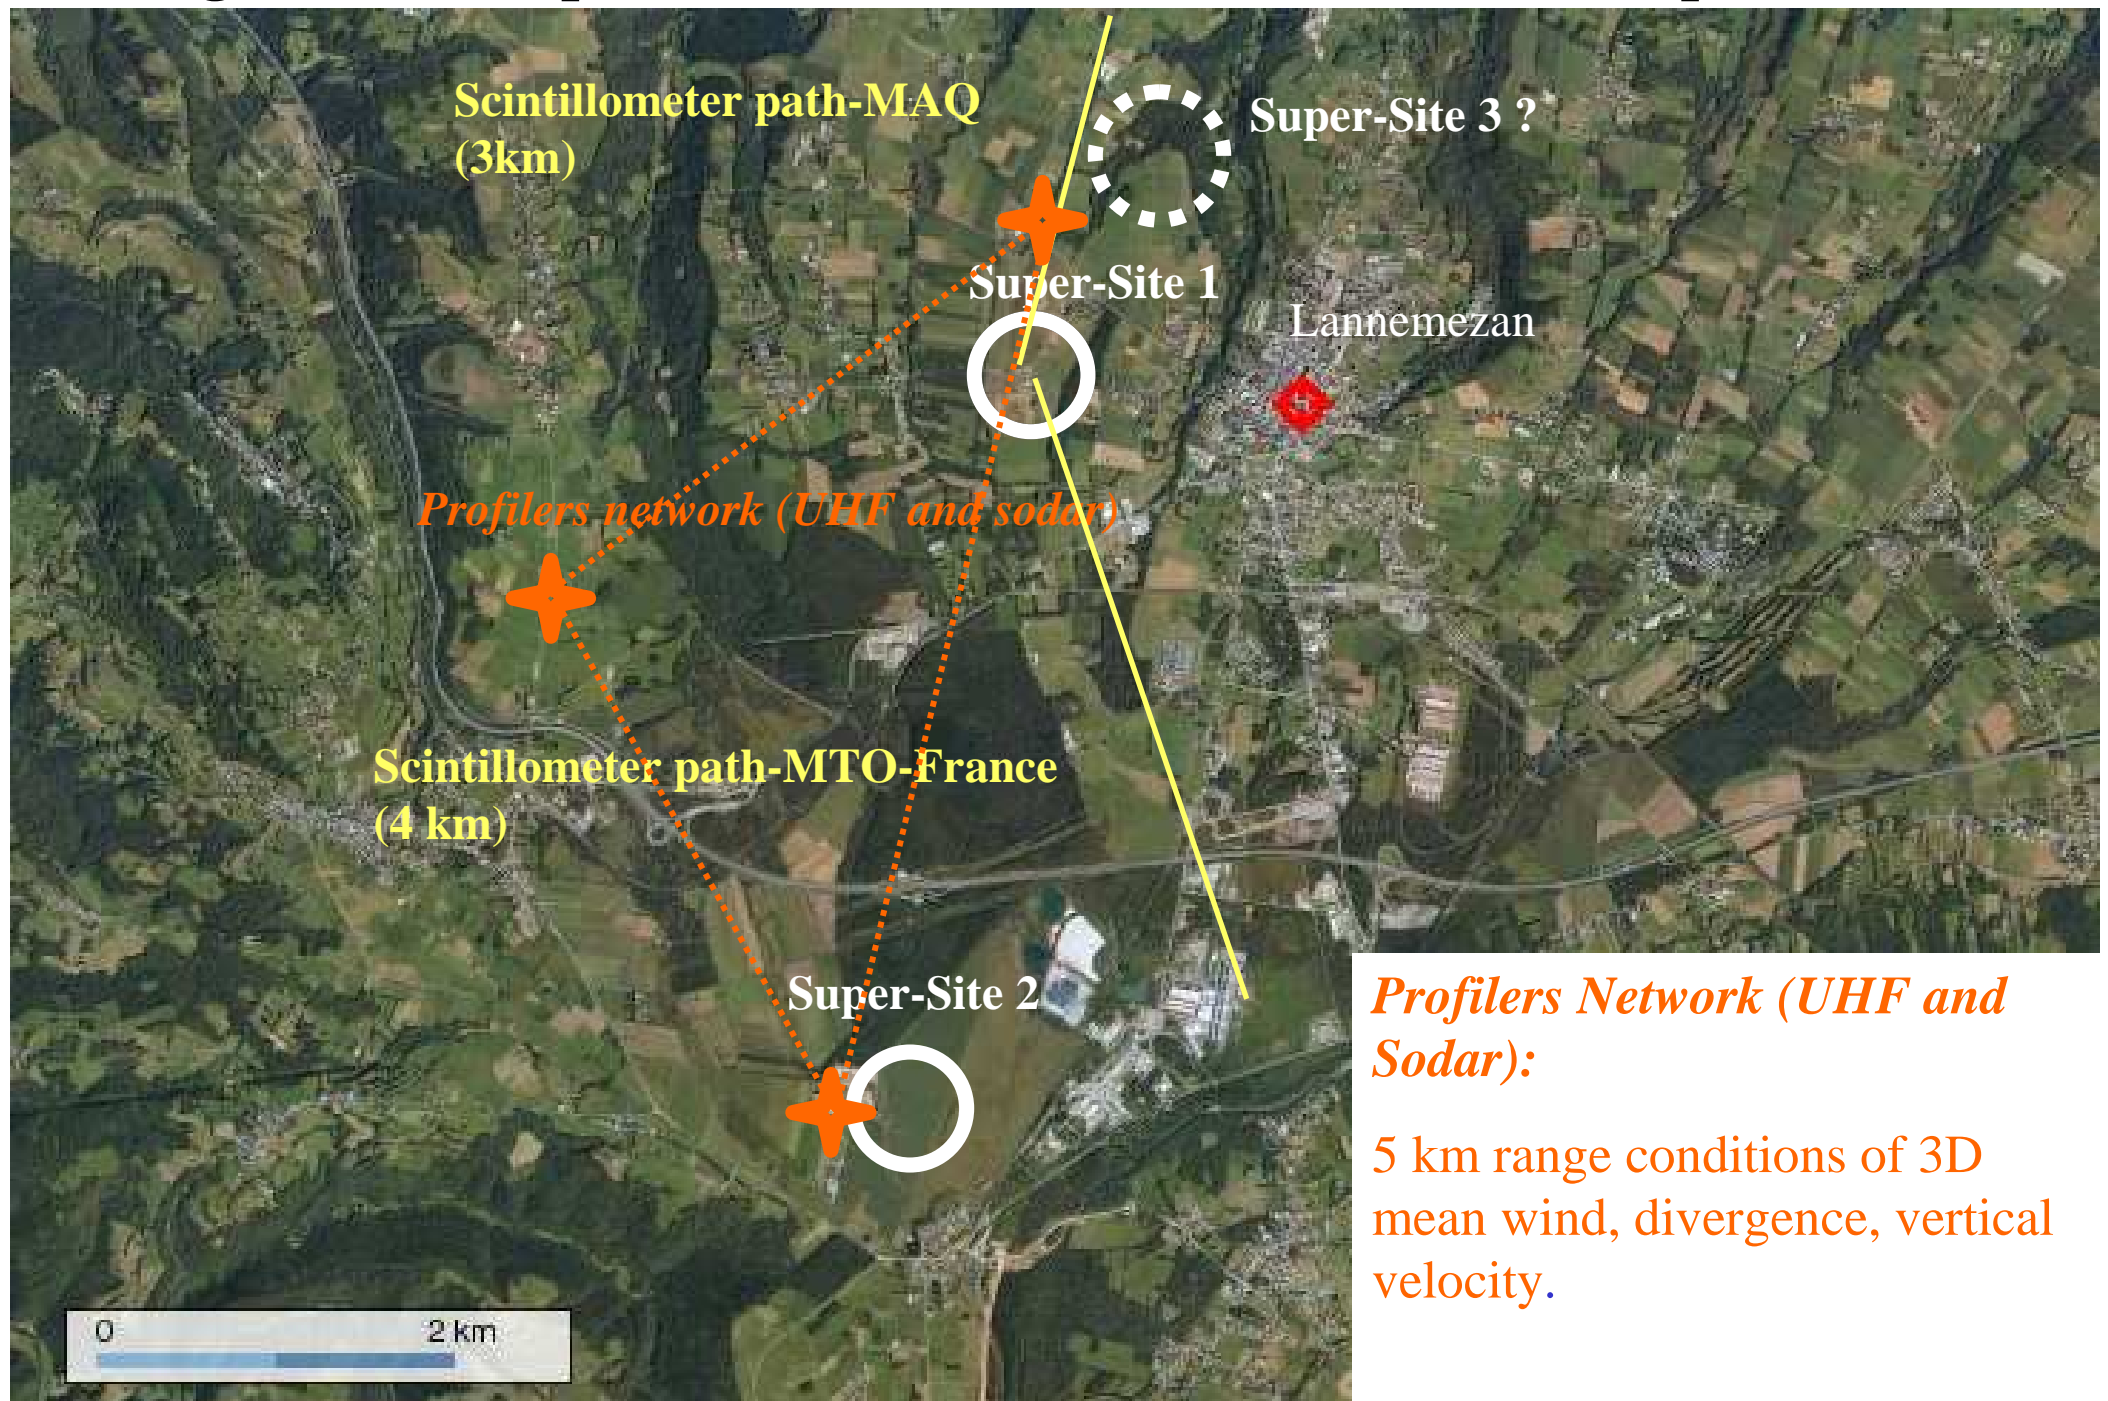 Scintillometer path-MAQ
(3km)
Super-Site 3 ?
Super-Site 1
Lannemezan
Profilers network (UHF and sodar)
Scintillometer path-MTO-France
(4 km)
Super-Site 2
Profilers Network (UHF and
Sodar):
5 km range conditions of 3D
mean wind, divergence, vertical
velocity.
0 2 km